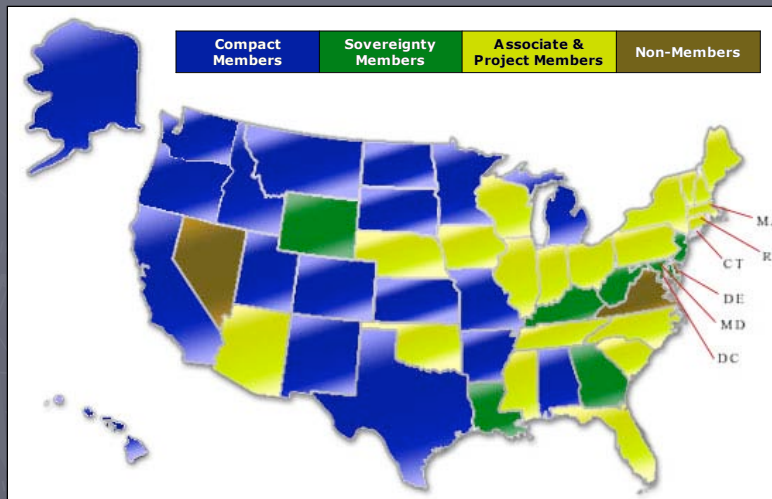 Compact
Members
Sovereignty
Members
Associate &
Project Members
Non-Members
CT
DE
MD
DC